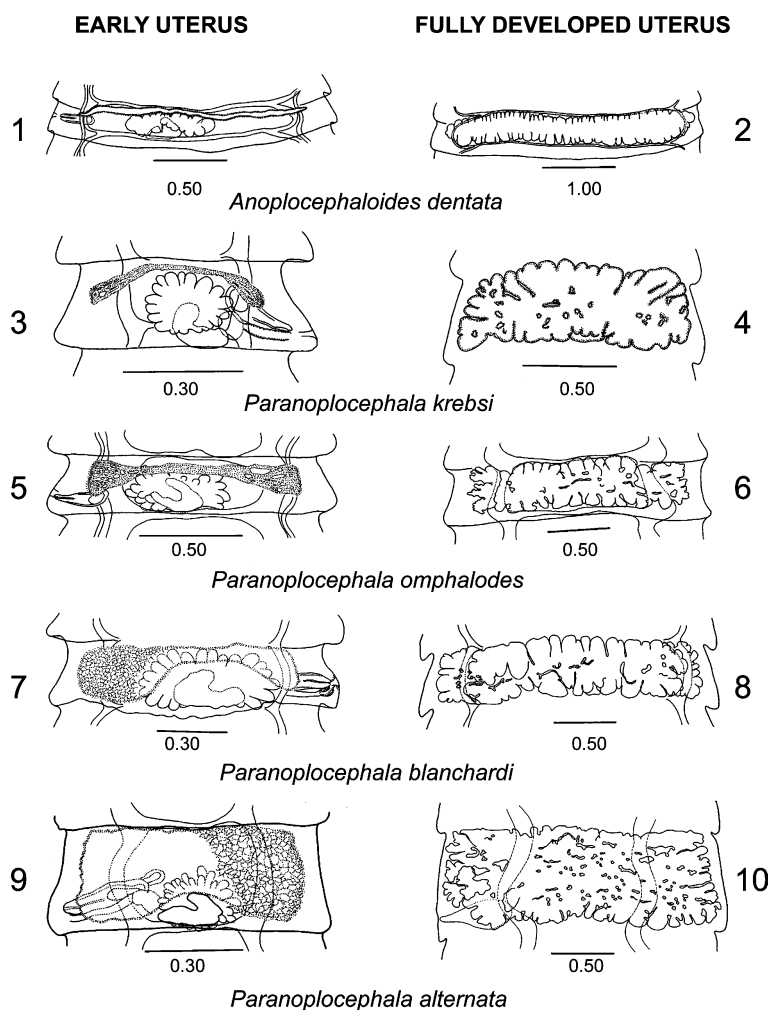 EARLY UTERUS FULLY DEVELOPED UTERUS
1 2
0.50 1.00
Anoplocephaloides dentata
3 4
0.30 0.50
Paranoplocephala krebsi
5 6
0.50 0.50
Paranoplocephala omphalodes
7 8
0.30 0.50
Paranoplocephala blanchardi
9 10
0.30 0.50
Paranoplocephala alternata